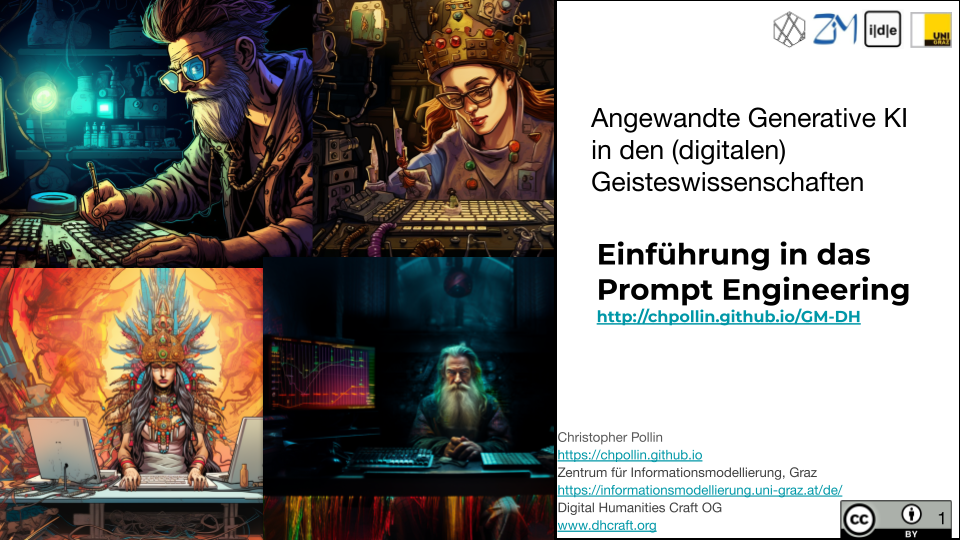 ZIM
i|d|e
UNI
GRAZ
Angewandte Generative KI
in den (digitalen)
Geisteswissenschaften
Einführung in das
Prompt Engineering
http://chpollin.github.io/GM-DH
Christopher Pollin
https://chpollin.github.io
Zentrum für Informationsmodellierung, Graz
https://informationsmodellierung.uni-graz.at/de/
Digital Humanities Craft OG
www.dhcraft.org
cc
BY
1